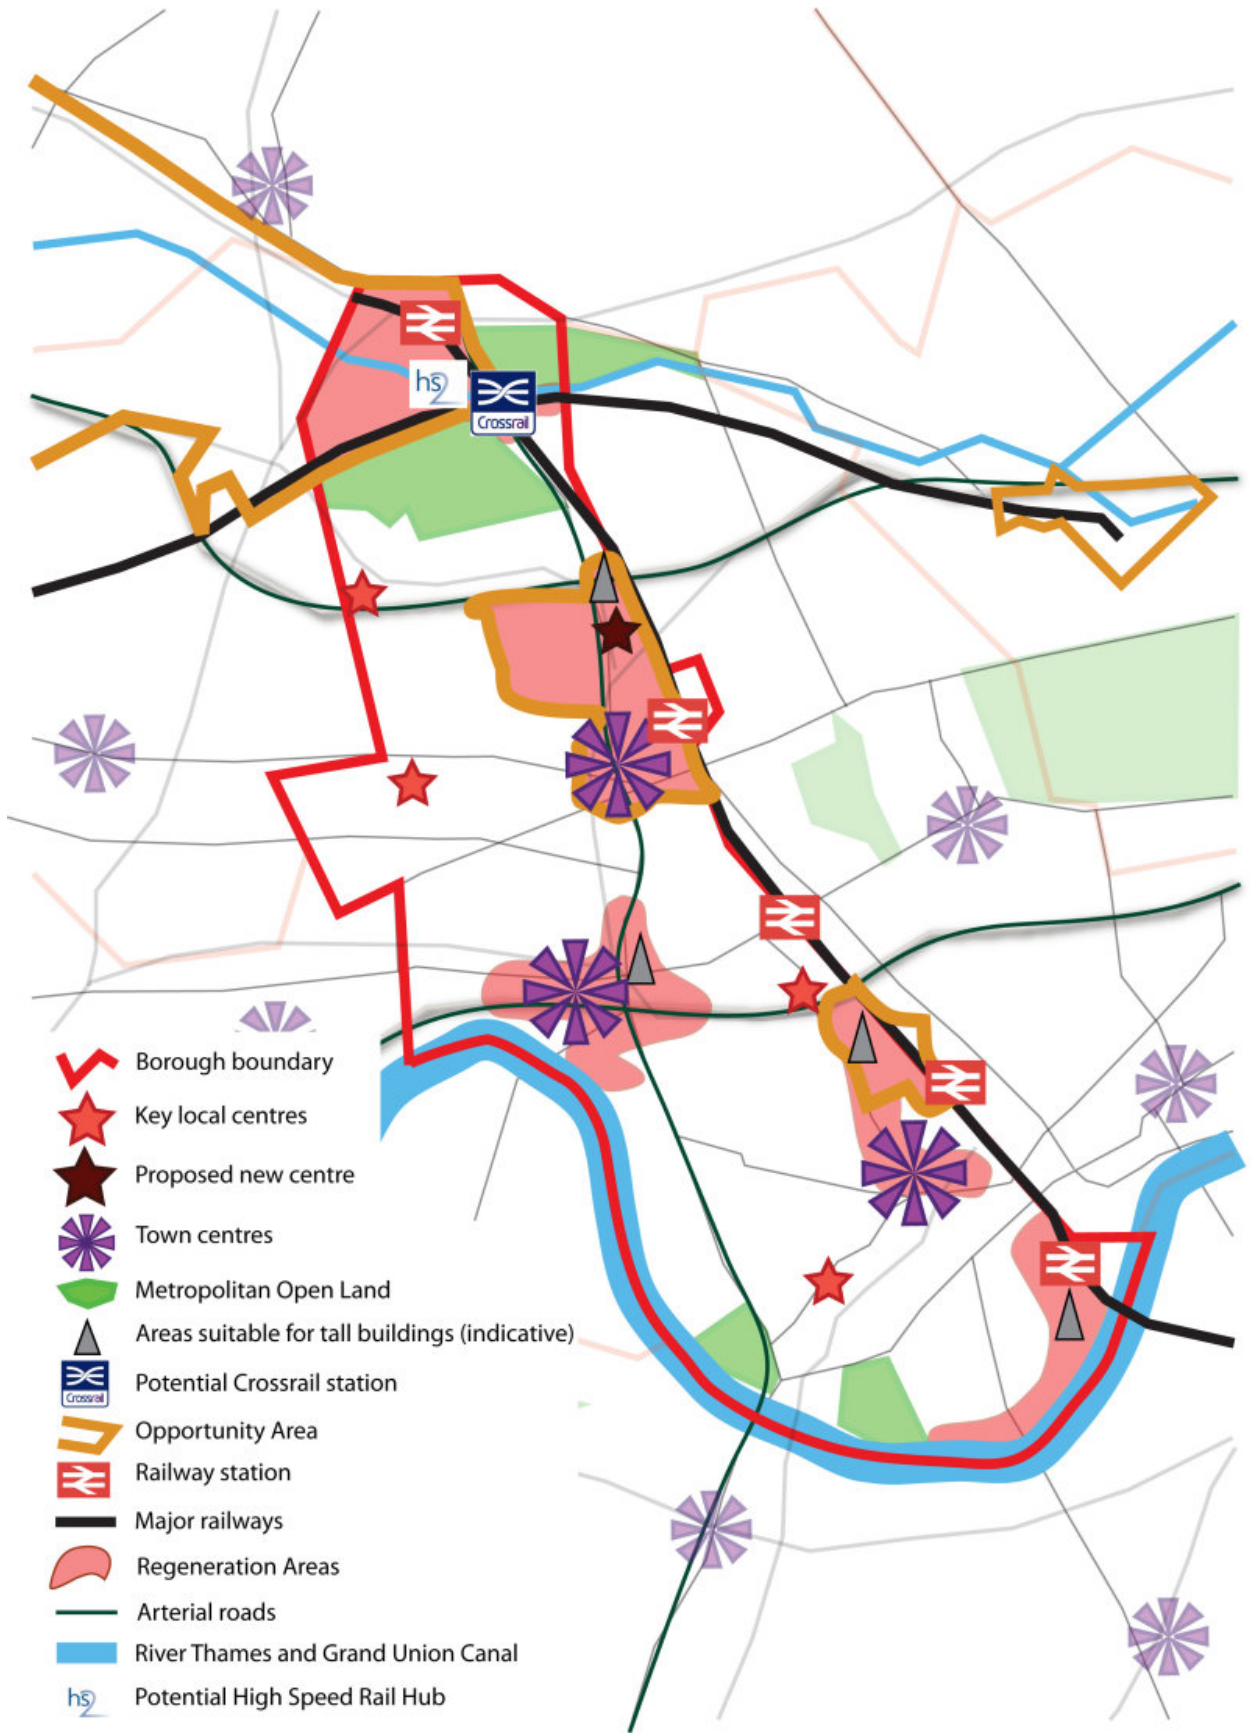 hs2
Crossrail
Borough boundary
Key local centres
Proposed new centre
Town centres
Metropolitan Open Land
Areas suitable for tall buildings (indicative)
Crossrail
Potential Crossrail station
Opportunity Area
Railway station
Major railways
Regeneration Areas
Arterial roads
River Thames and Grand Union Canal
hs2
Potential High Speed Rail Hub